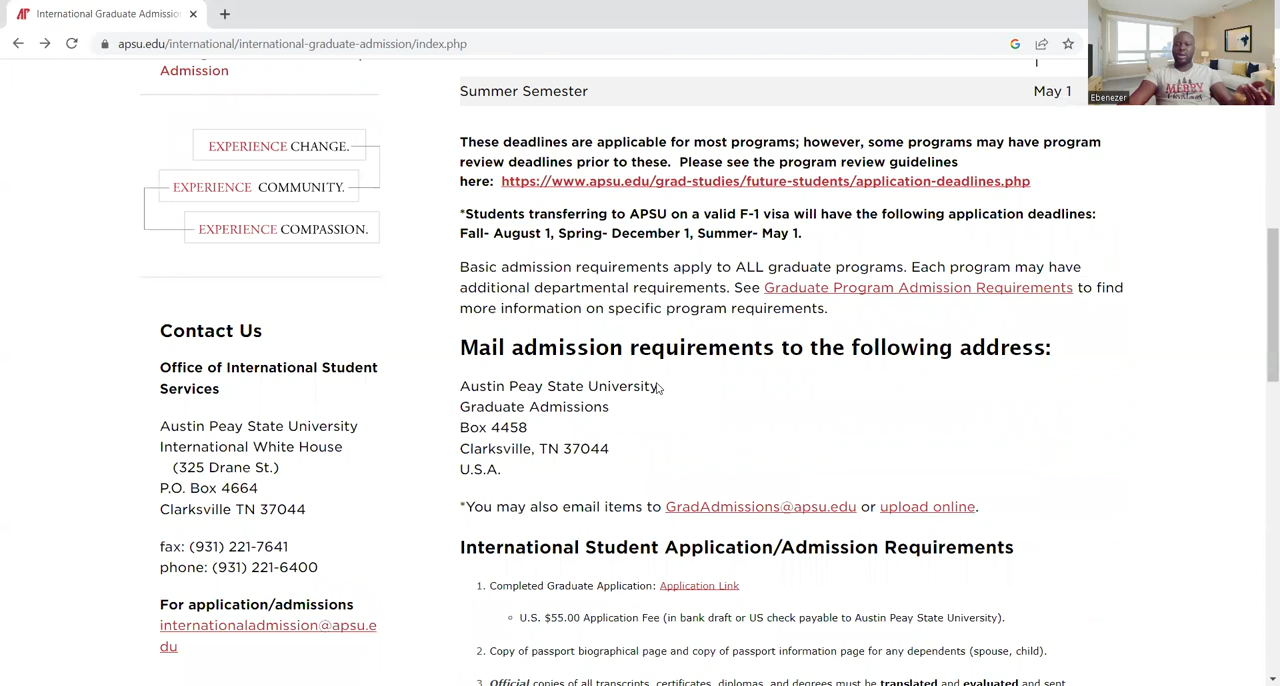 International Graduate Admissio
apsu.edu/international/international-graduate-admission/index.php
Ebenezer
MERRY
Admission
EXPERIENCE CHANGE.
EXPERIENCE COMMUNITY.
EXPERIENCE COMPASSION.
Contact Us
Office of International Student
Services
Austin Peay State University
International White House
(325 Drane St.)
P.O. Box 4664
Clarksville TN 37044
fax: (931) 221-7641
phone: (931) 221-6400
For application/admissions
internationaladmission@apsu.e
du
Summer Semester May 1
These deadlines are applicable for most programs; however, some programs may have program
review deadlines prior to these. Please see the program review guidelines
here: https://www.apsu.edu/grad-studies/future-students/application-deadlines.php
*Students transferring to APSU on a valid F-1 visa will have the following application deadlines:
Fall- August 1, Spring- December 1, Summer- May 1.
Basic admission requirements apply to ALL graduate programs. Each program may have
additional departmental requirements. See Graduate Program Admission Requirements to find
more information on specific program requirements.
Mail admission requirements to the following address:
Austin Peay State University
Graduate Admissions
Box 4458
Clarksville, TN 37044
U.S.A.
*You may also email items to GradAdmissions@apsu.edu or upload online.
International Student Application/Admission Requirements
1. Completed Graduate Application: Application Link
U.S. $55.00 Application Fee (in bank draft or US check payable to Austin Peay State University).
2. Copy of passport biographical page and copy of passport information page for any dependents (spouse, child).
3. Official copies of all transcripts, certificates, diplomas, and degrees must be translated and evaluated and sent